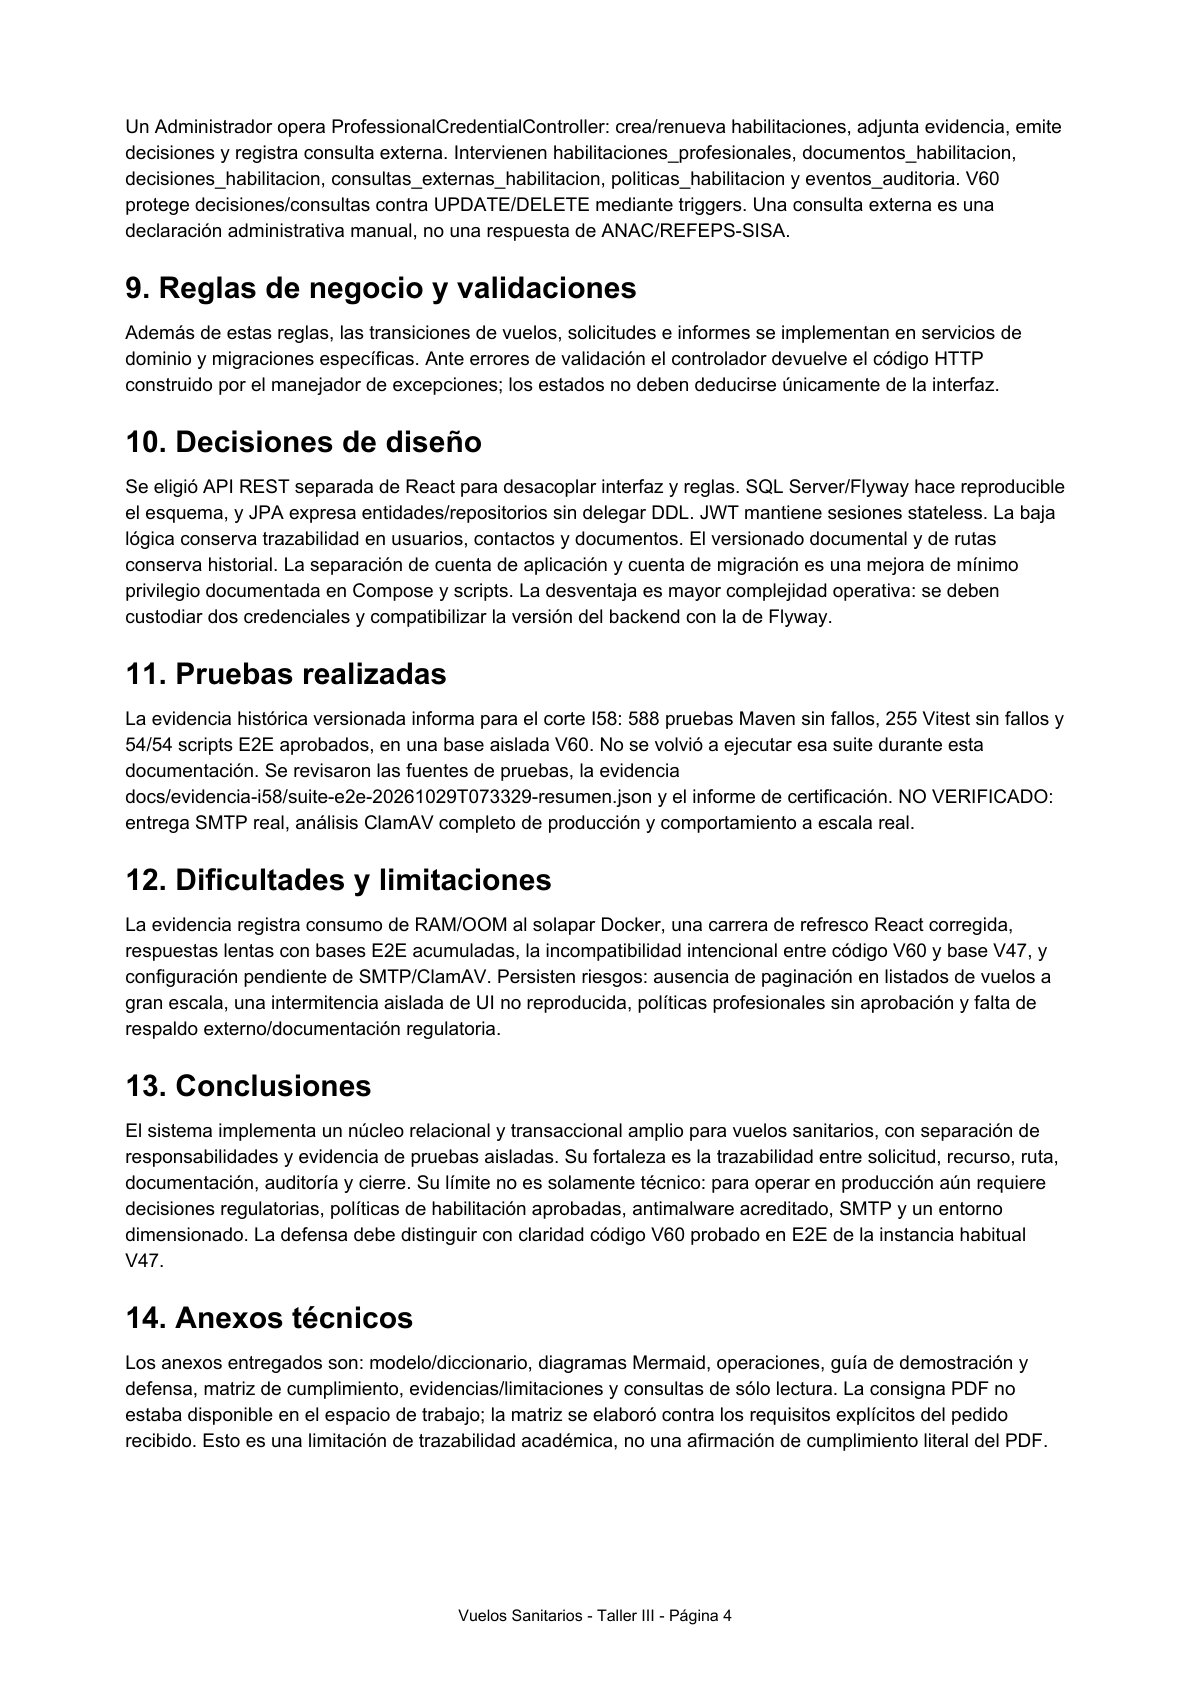 Un Administrador opera ProfessionalCredentialController: crea/renueva habilitaciones, adjunta evidencia, emite
decisiones y registra consulta externa. Intervienen habilitaciones_profesionales, documentos_habilitacion,
decisiones_habilitacion, consultas_externas_habilitacion, politicas_habilitacion y eventos_auditoria. V60
protege decisiones/consultas contra UPDATE/DELETE mediante triggers. Una consulta externa es una
declaración administrativa manual, no una respuesta de ANAC/REFEPS-SISA.
9. Reglas de negocio y validaciones
Además de estas reglas, las transiciones de vuelos, solicitudes e informes se implementan en servicios de
dominio y migraciones específicas. Ante errores de validación el controlador devuelve el código HTTP
construido por el manejador de excepciones; los estados no deben deducirse únicamente de la interfaz.
10. Decisiones de diseño
Se eligió API REST separada de React para desacoplar interfaz y reglas. SQL Server/Flyway hace reproducible
el esquema, y JPA expresa entidades/repositorios sin delegar DDL. JWT mantiene sesiones stateless. La baja
lógica conserva trazabilidad en usuarios, contactos y documentos. El versionado documental y de rutas
conserva historial. La separación de cuenta de aplicación y cuenta de migración es una mejora de mínimo
privilegio documentada en Compose y scripts. La desventaja es mayor complejidad operativa: se deben
custodiar dos credenciales y compatibilizar la versión del backend con la de Flyway.
11. Pruebas realizadas
La evidencia histórica versionada informa para el corte I58: 588 pruebas Maven sin fallos, 255 Vitest sin fallos y
54/54 scripts E2E aprobados, en una base aislada V60. No se volvió a ejecutar esa suite durante esta
documentación. Se revisaron las fuentes de pruebas, la evidencia
docs/evidencia-i58/suite-e2e-20261029T073329-resumen.json y el informe de certificación. NO VERIFICADO:
entrega SMTP real, análisis ClamAV completo de producción y comportamiento a escala real.
12. Dificultades y limitaciones
La evidencia registra consumo de RAM/OOM al solapar Docker, una carrera de refresco React corregida,
respuestas lentas con bases E2E acumuladas, la incompatibilidad intencional entre código V60 y base V47, y
configuración pendiente de SMTP/ClamAV. Persisten riesgos: ausencia de paginación en listados de vuelos a
gran escala, una intermitencia aislada de UI no reproducida, políticas profesionales sin aprobación y falta de
respaldo externo/documentación regulatoria.
13. Conclusiones
El sistema implementa un núcleo relacional y transaccional amplio para vuelos sanitarios, con separación de
responsabilidades y evidencia de pruebas aisladas. Su fortaleza es la trazabilidad entre solicitud, recurso, ruta,
documentación, auditoría y cierre. Su límite no es solamente técnico: para operar en producción aún requiere
decisiones regulatorias, políticas de habilitación aprobadas, antimalware acreditado, SMTP y un entorno
dimensionado. La defensa debe distinguir con claridad código V60 probado en E2E de la instancia habitual
V47.
14. Anexos técnicos
Los anexos entregados son: modelo/diccionario, diagramas Mermaid, operaciones, guía de demostración y
defensa, matriz de cumplimiento, evidencias/limitaciones y consultas de sólo lectura. La consigna PDF no
estaba disponible en el espacio de trabajo; la matriz se elaboró contra los requisitos explícitos del pedido
recibido. Esto es una limitación de trazabilidad académica, no una afirmación de cumplimiento literal del PDF.
Vuelos Sanitarios - Taller III - Página 4